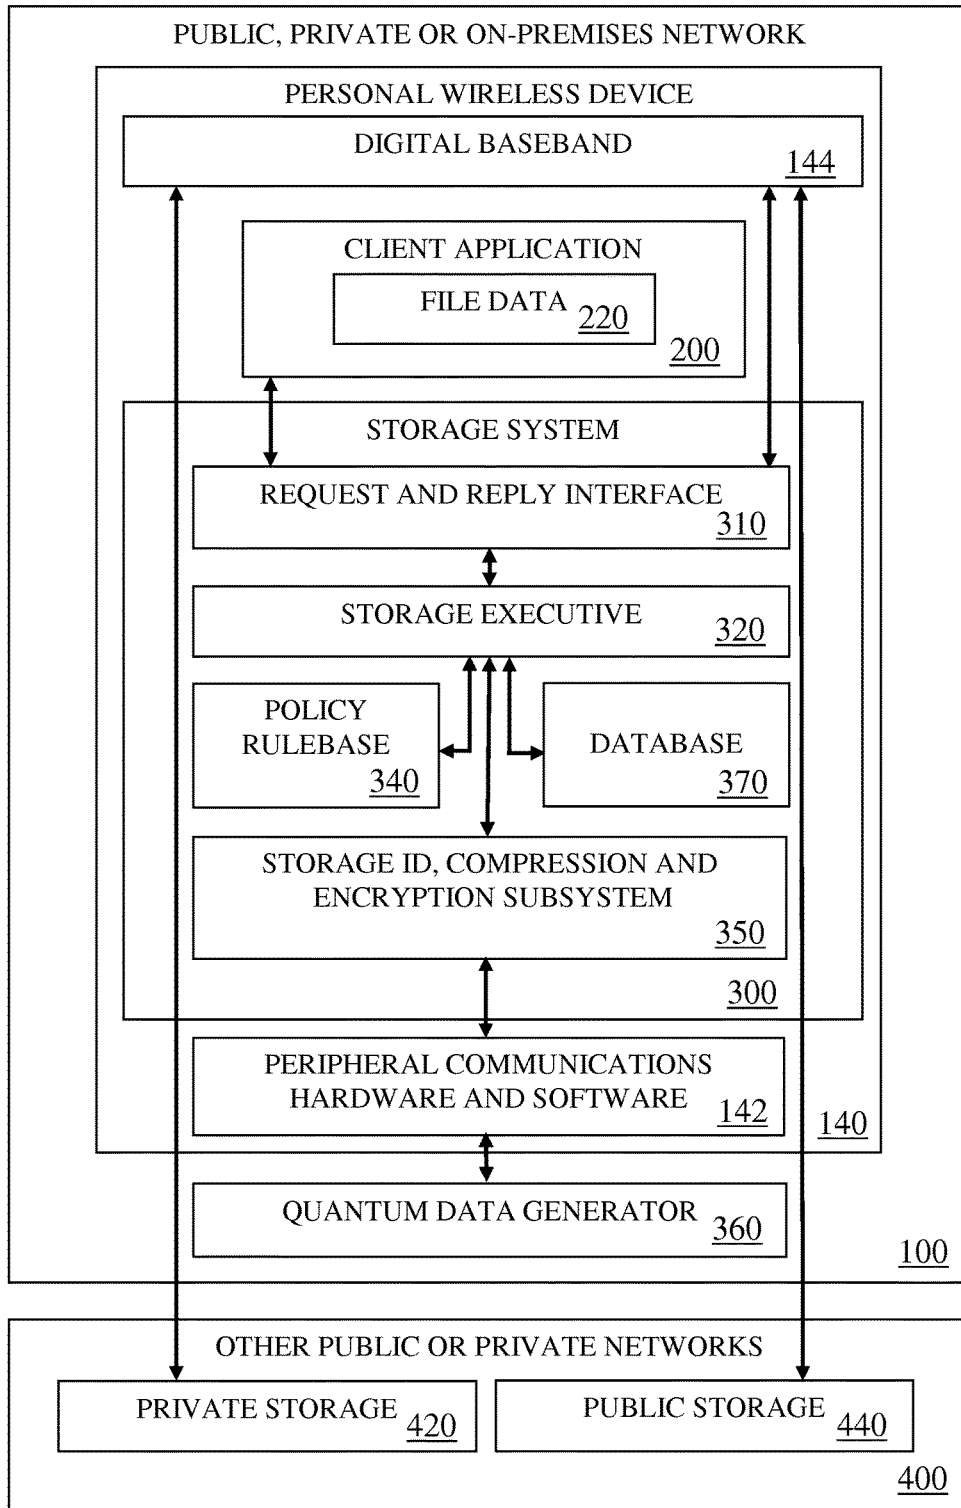 PUBLIC, PRIVATE OR ON-PREMISES NETWORK
PERSONAL WIRELESS DEVICE
DIGITAL BASEBAND
144
CLIENT APPLICATION
FILE DATA
220
200
STORAGE SYSTEM
REQUEST AND REPLY INTERFACE
310
STORAGE EXECUTIVE
320
POLICY
RULEBASE
340
DATABASE
370
STORAGE ID, COMPRESSION AND
ENCRYPTION SUBSYSTEM
350
300
PERIPHERAL COMMUNICATIONS
HARDWARE AND SOFTWARE
142
140
QUANTUM DATA GENERATOR
360
100
OTHER PUBLIC OR PRIVATE NETWORKS
PRIVATE STORAGE
420
PUBLIC STORAGE
440
400